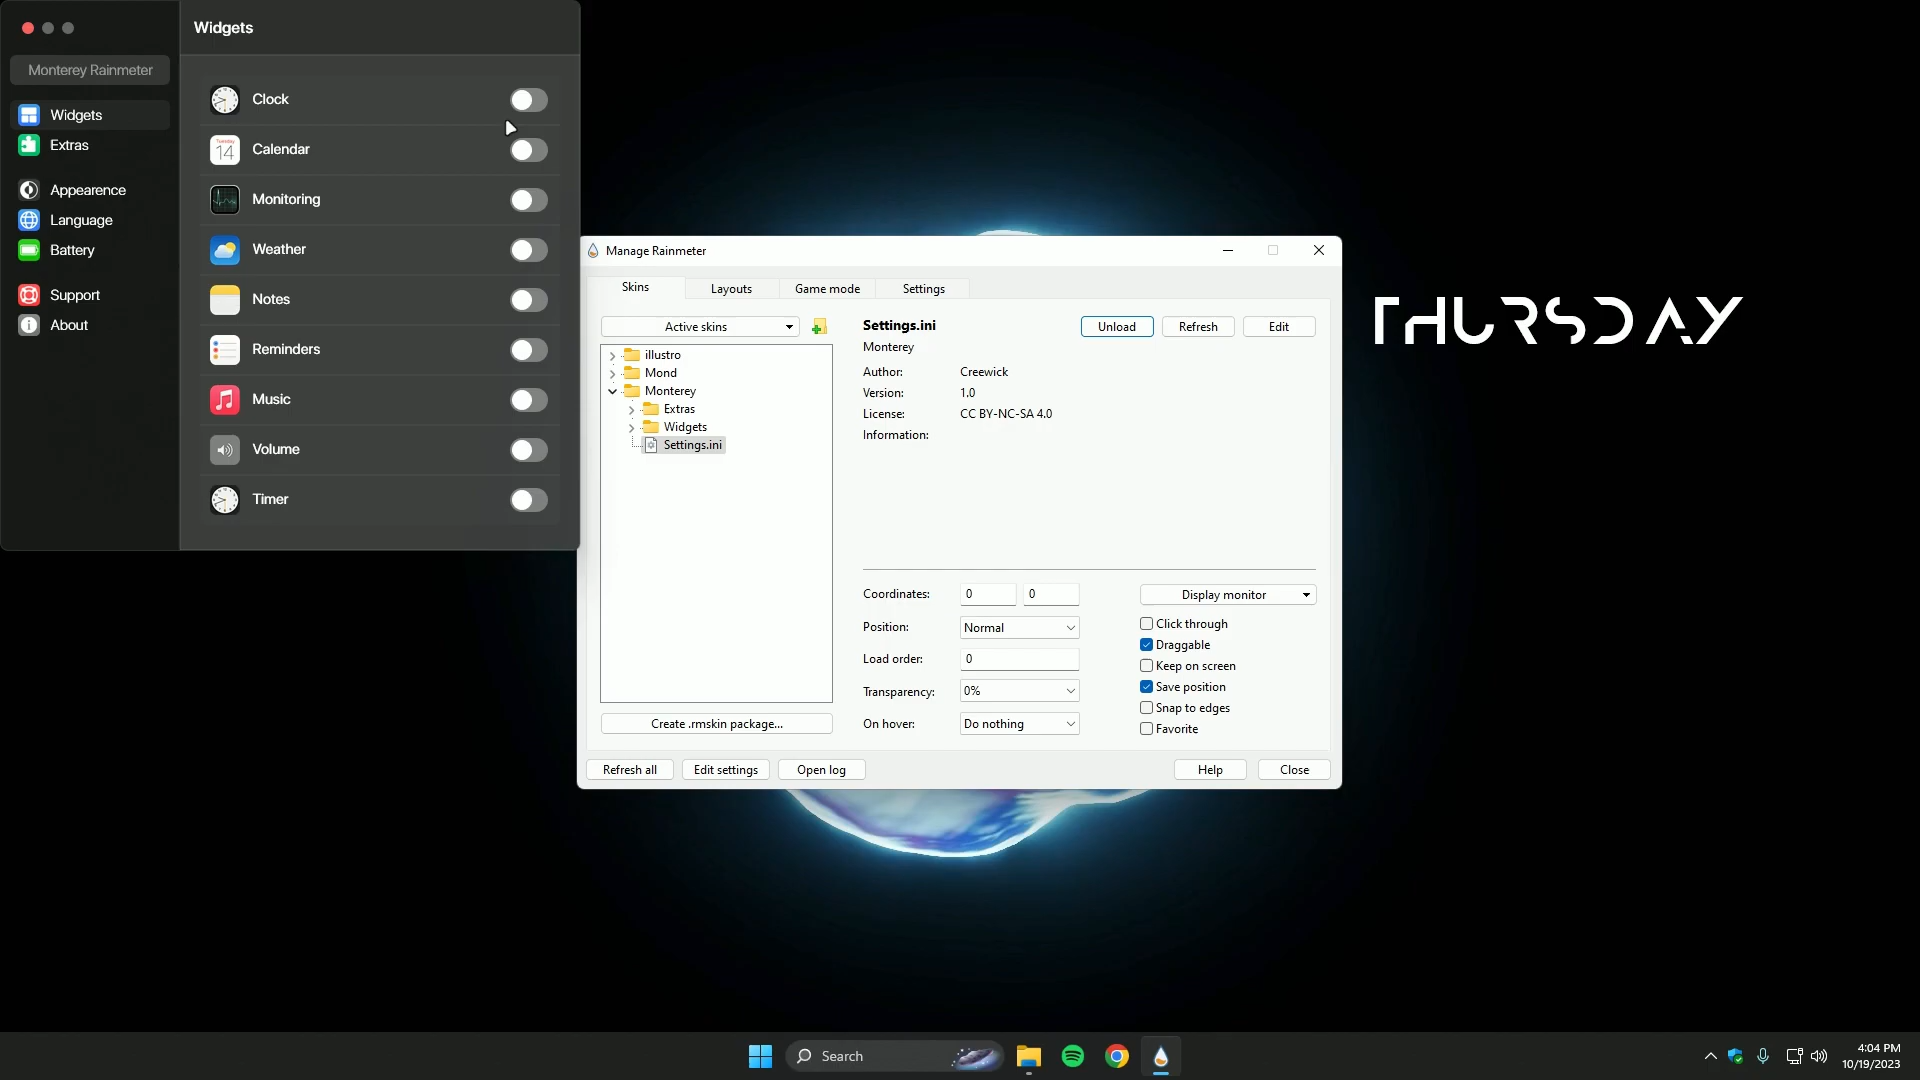 Widgets
Monterey Rainmeter
Widgets
Extras
Appearence
Language
Battery
Support
About
Clock
Tuesday
14
Calendar
Monitoring
Weather
Notes
Reminders
Music
Volume
Timer
Manage Rainmeter
Skins
Layouts
Game mode
Settings
Active skins
illustro
Mond
Monterey
Extras
Widgets
Settings.ini
Create .rmskin package...
Settings.ini
Unload
Refresh
Edit
Monterey
Author: Creewick
Version: 1.0
License: CC BY-NC-SA 4.0
Information:
Coordinates: 0 0
Position: Normal
Load order: 0
Transparency: 0%
On hover: Do nothing
Display monitor
Click through
Draggable
Keep on screen
Save position
Snap to edges
Favorite
Refresh all
Edit settings
Open log
Help
Close
THURSDAY
Search
4:04 PM
10/19/2023